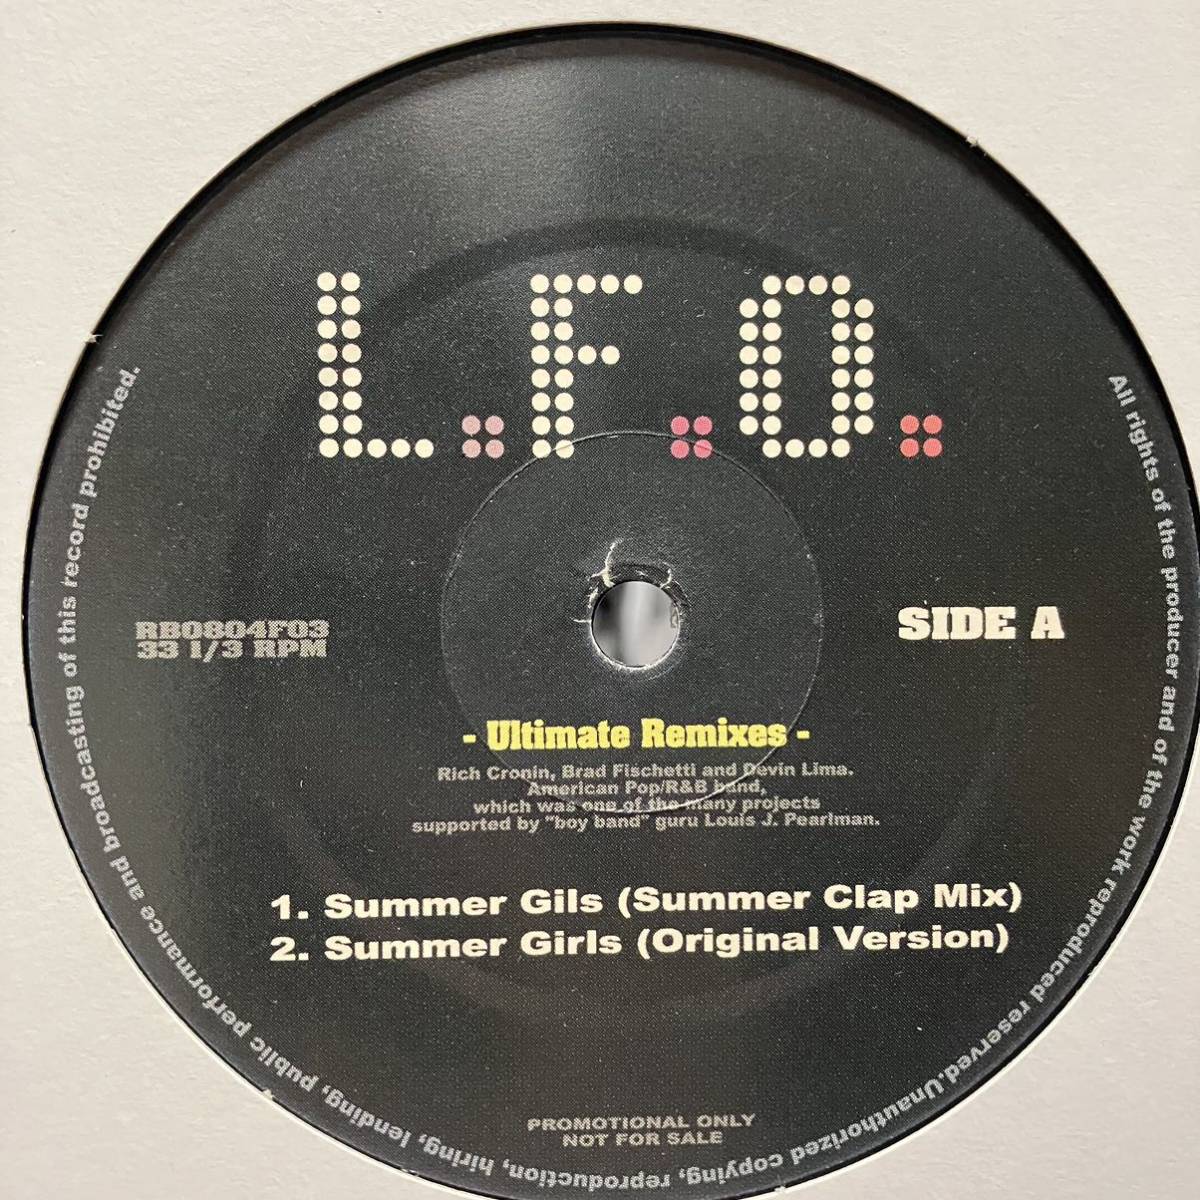 L.F.O.
RB0804F03
33 1/3 RPM
SIDE A
- Ultimate Remixes -
Rich Cronin, Brad Fischetti and Devin Lima.
American Pop/R&B band,
which was one of the many projects
supported by "boy band" guru Louis J. Pearlman.
1. Summer Gils (Summer Clap Mix)
2. Summer Girls (Original Version)
PROMOTIONAL ONLY
NOT FOR SALE
All rights of the producer and of the work reproduced reserved.Unauthorized copying, reproduction, hiring, lending, public performance and broadcasting of this record prohibited.